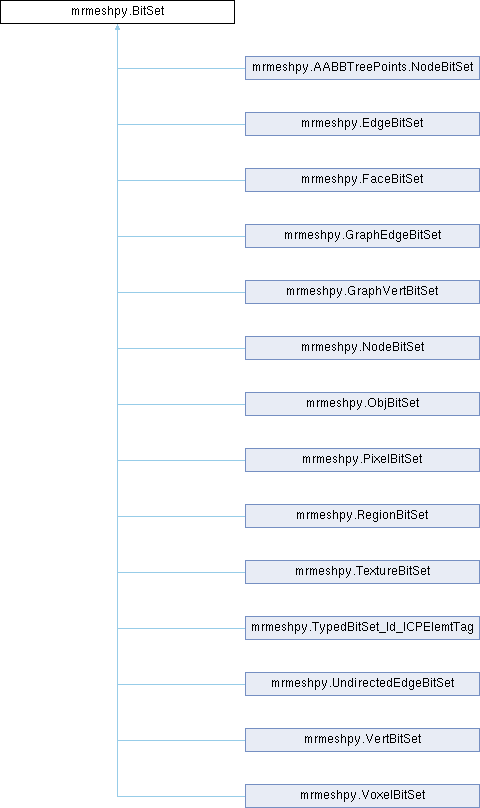 mrmeshpy.BitSet
mrmeshpy.AABBTreePoints.NodeBitSet
mrmeshpy.EdgeBitSet
mrmeshpy.FaceBitSet
mrmeshpy.GraphEdgeBitSet
mrmeshpy.GraphVertBitSet
mrmeshpy.NodeBitSet
mrmeshpy.ObjBitSet
mrmeshpy.PixelBitSet
mrmeshpy.RegionBitSet
mrmeshpy.TextureBitSet
mrmeshpy.TypedBitSet_Id_ICPElemtTag
mrmeshpy.UndirectedEdgeBitSet
mrmeshpy.VertBitSet
mrmeshpy.VoxelBitSet